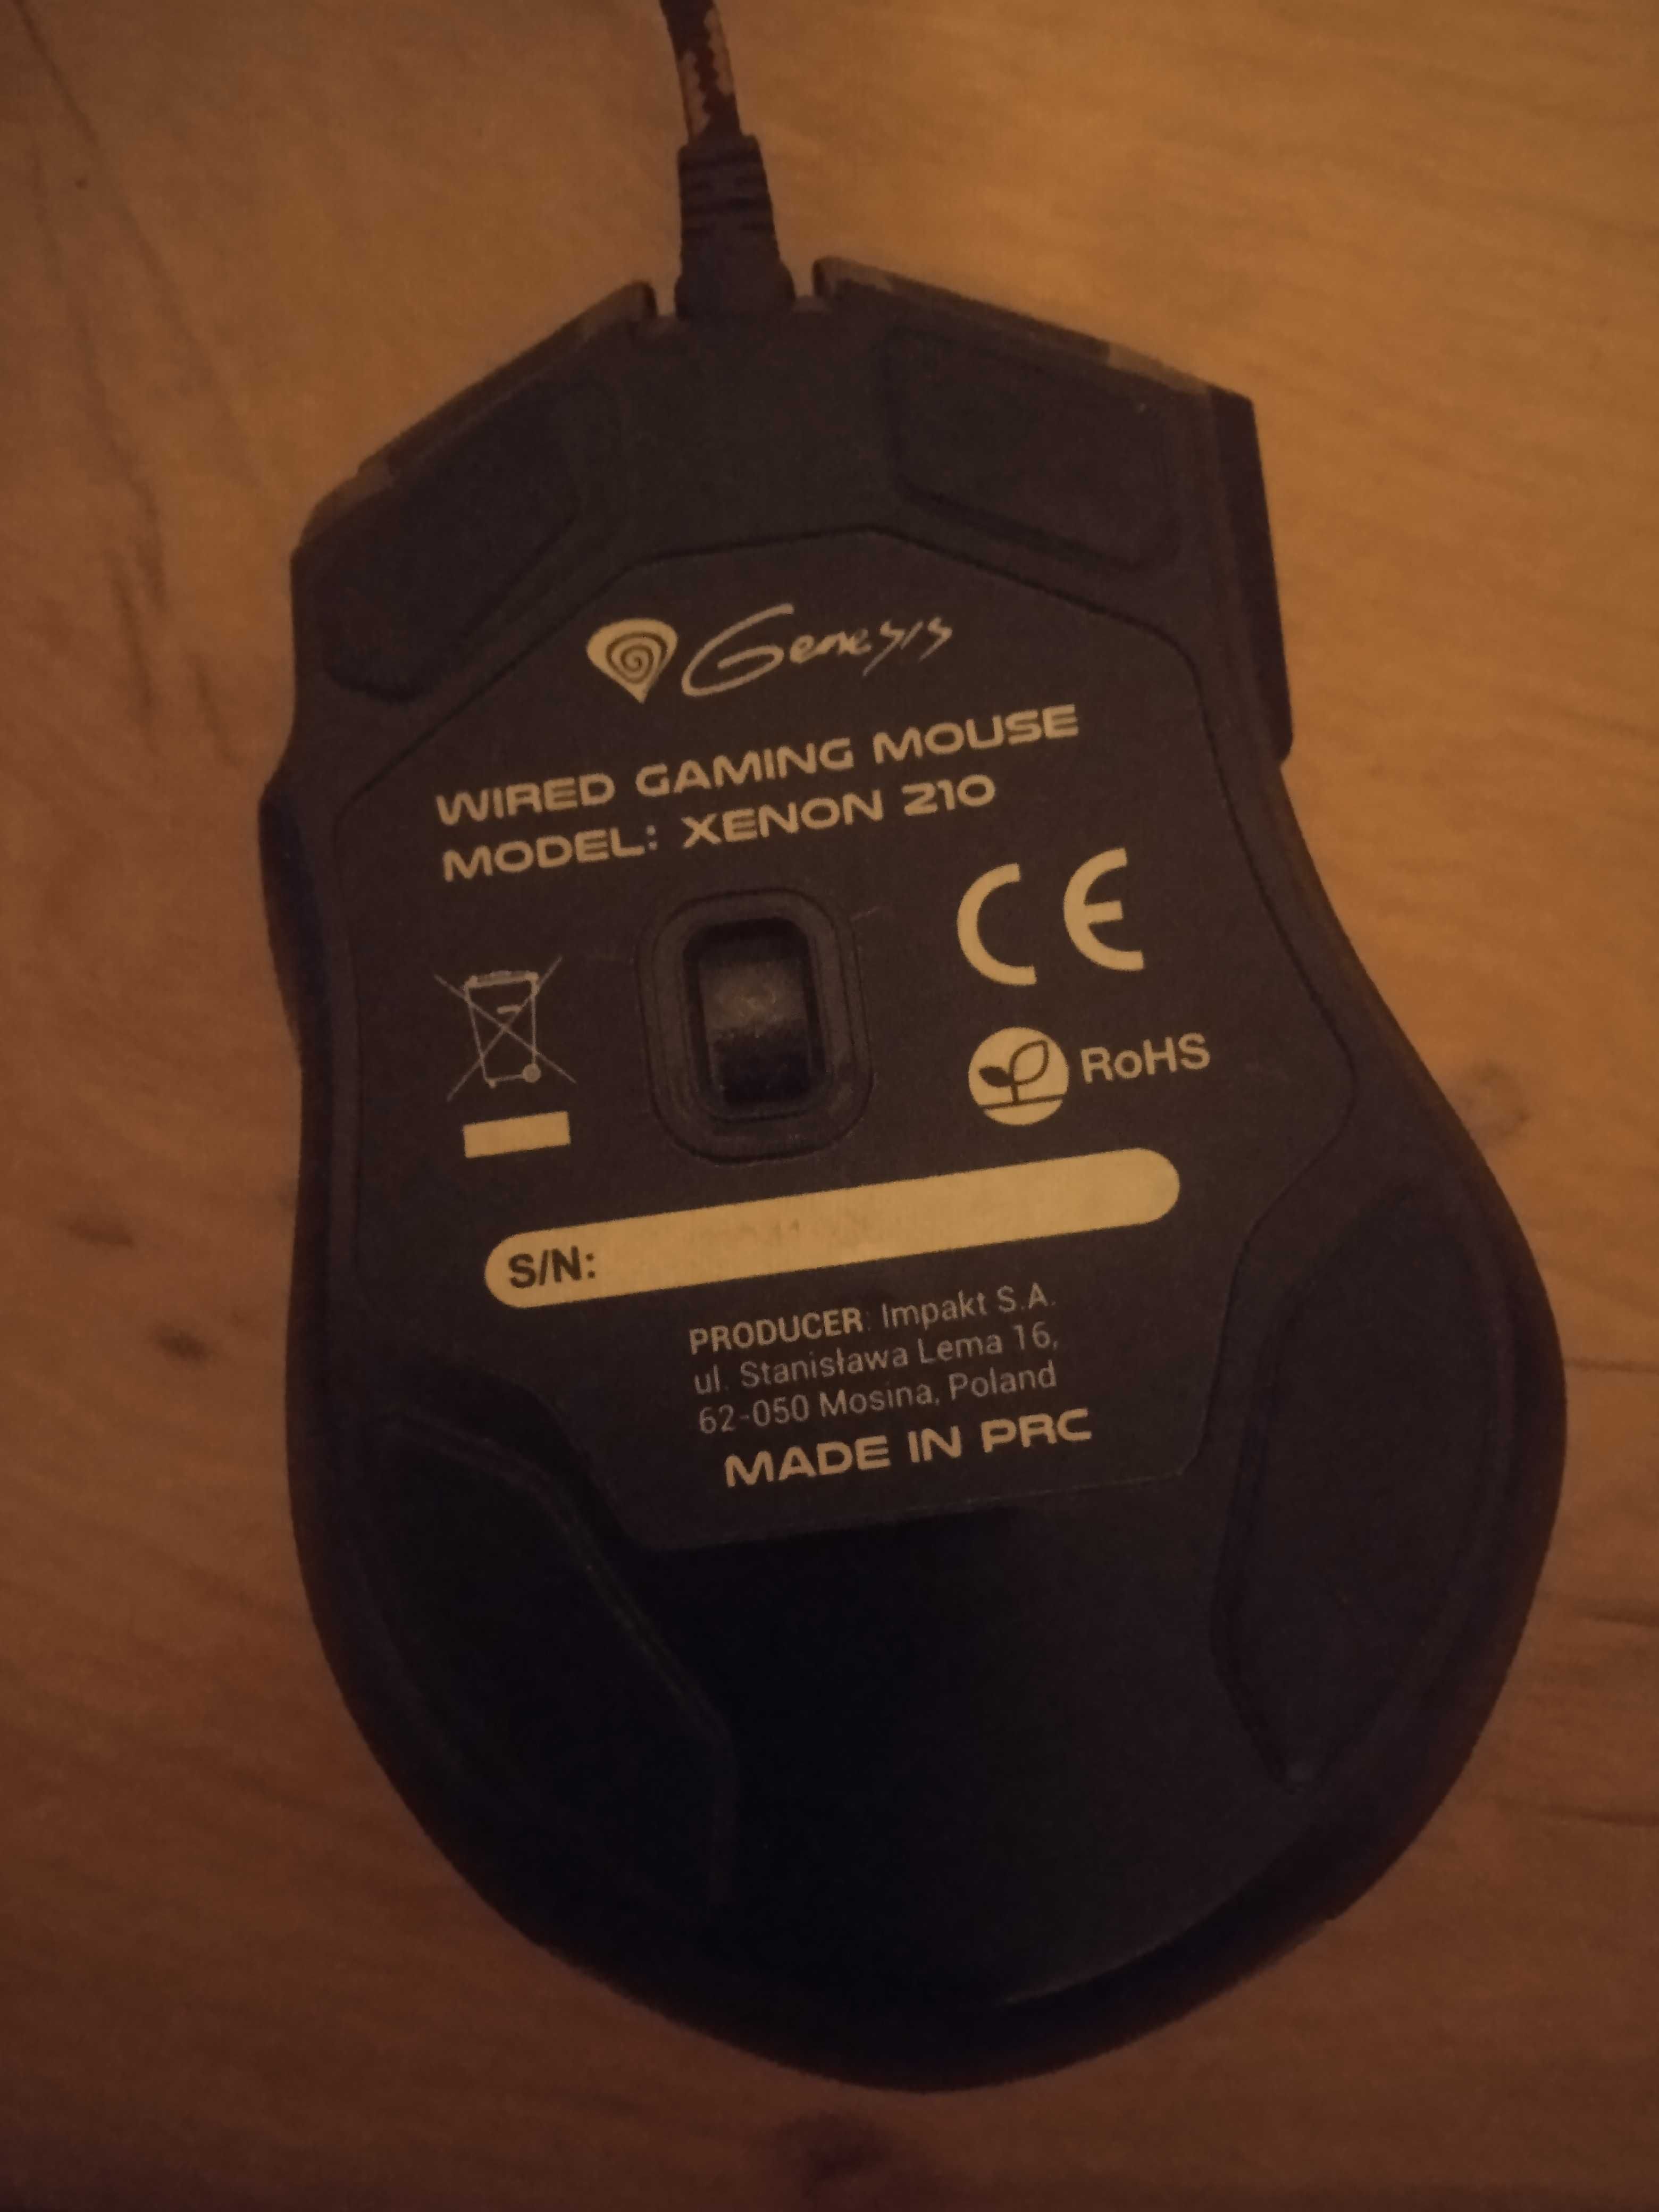 Genesis
WIRED GAMING MOUSE
MODEL: XENON 210
CE
RoHS
S/N:
PRODUCER: Impakt S.A.
ul. Stanisława Lema 16,
62-050 Mosina, Poland
MADE IN PRC